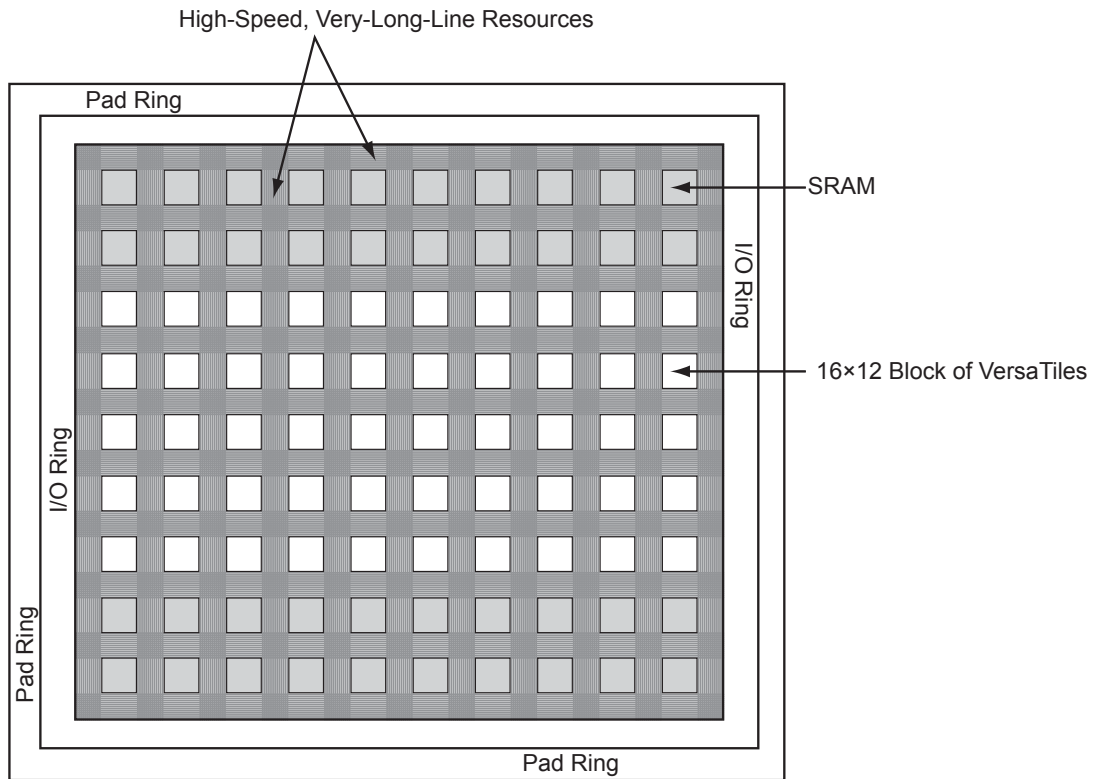 High-Speed, Very-Long-Line Resources
Pad Ring
SRAM
I/O Ring
16×12 Block of VersaTiles
I/O Ring
Pad Ring
Pad Ring